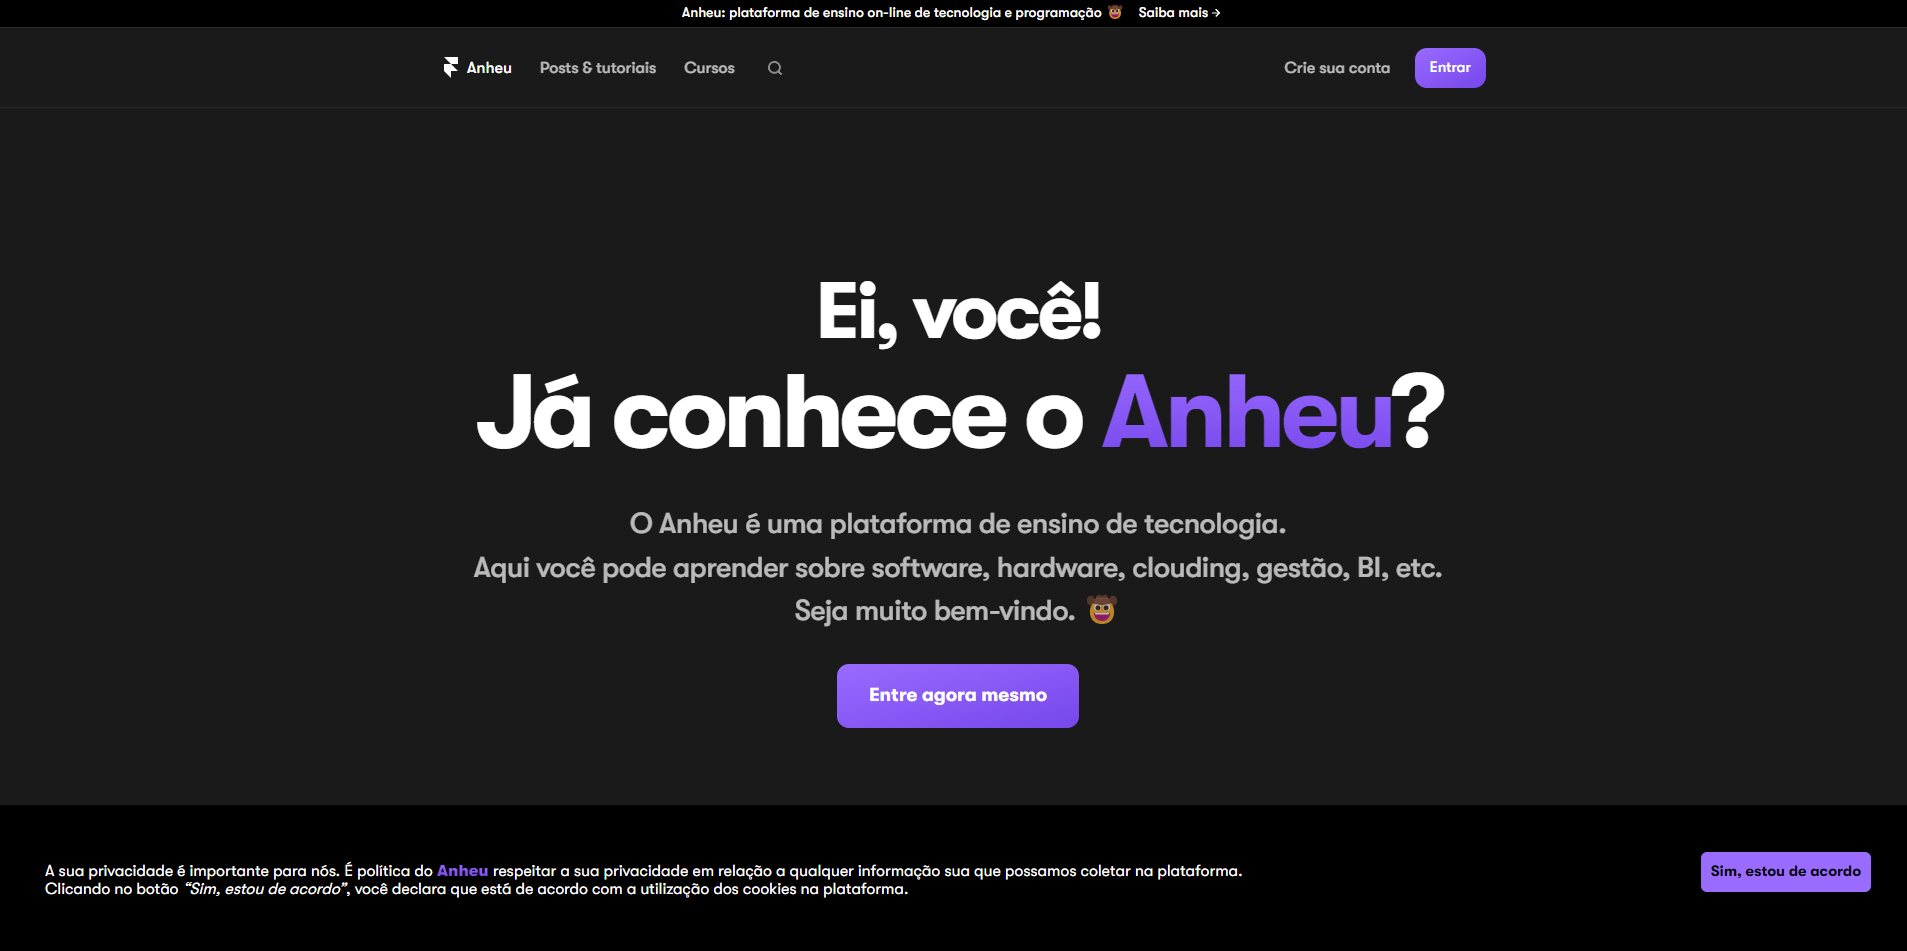 Anheu: plataforma de ensino on-line de tecnologia e programação Saiba mais →
Anheu Posts & tutoriais Cursos Crie sua conta Entrar
Ei, você!
Já conhece o Anheu?
O Anheu é uma plataforma de ensino de tecnologia.
Aqui você pode aprender sobre software, hardware, clouding, gestão, BI, etc.
Seja muito bem-vindo.
Entre agora mesmo
A sua privacidade é importante para nós. É política do Anheu respeitar a sua privacidade em relação a qualquer informação sua que possamos coletar na plataforma.
Clicando no botão “Sim, estou de acordo”, você declara que está de acordo com a utilização dos cookies na plataforma.
Sim, estou de acordo